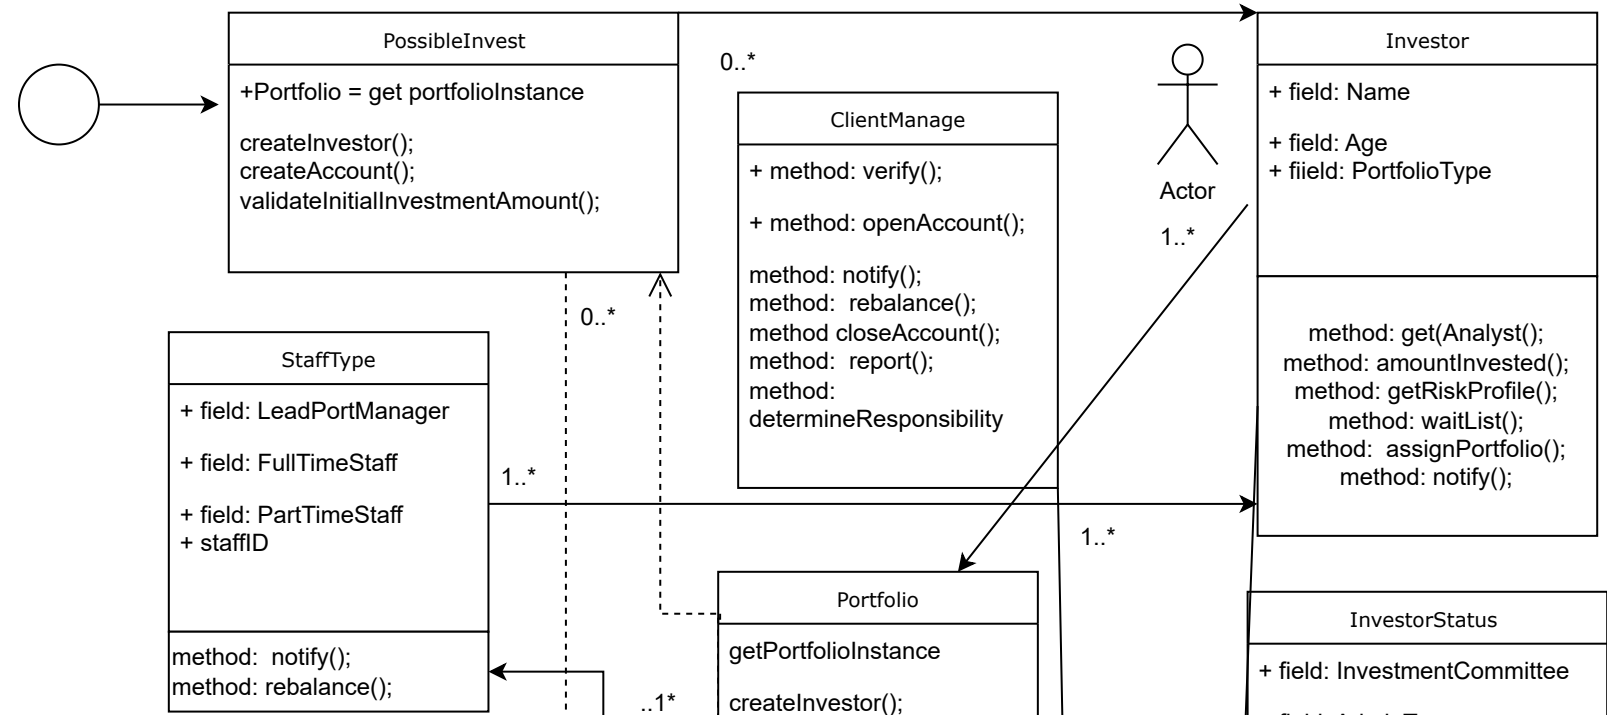 PossibleInvest
+Portfolio = get portfolioInstance
createInvestor();
createAccount();
validateInitialInvestmentAmount();
0..*
ClientManage
+ method: verify();
+ method: openAccount();
method: notify();
method:  rebalance();
method closeAccount();
method:  report();
method:
determineResponsibility
Actor
1..*
Investor
+ field: Name
+ field: Age
+ fiield: PortfolioType
method: get(Analyst();
method: amountInvested();
method: getRiskProfile();
method: waitList();
method:  assignPortfolio();
method: notify();
0..*
StaffType
+ field: LeadPortManager
+ field: FullTimeStaff
+ field: PartTimeStaff
+ staffID
method:  notify();
method: rebalance();
1..*
1..*
..1*
Portfolio
getPortfolioInstance
createInvestor();
InvestorStatus
+ field: InvestmentCommittee